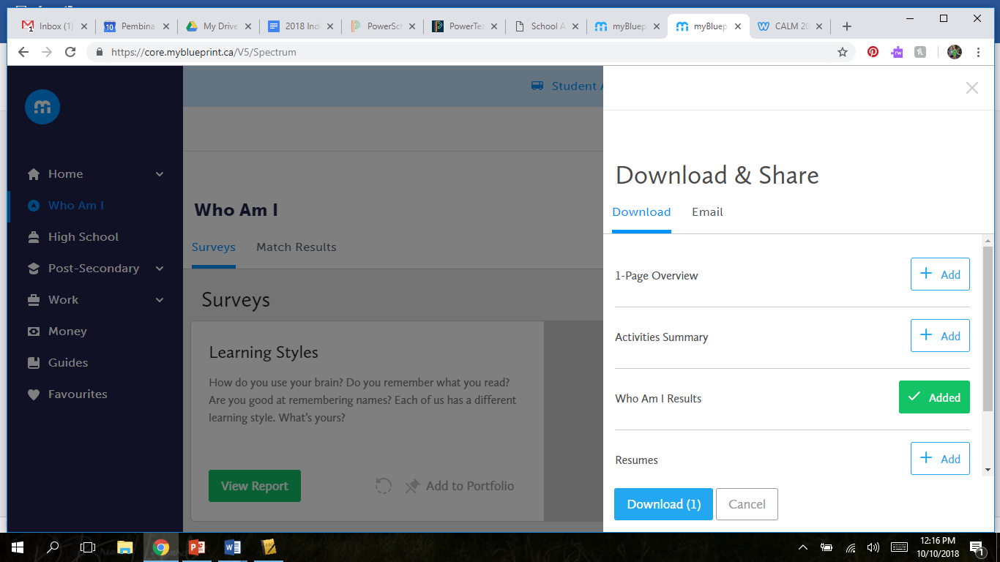 Inbox (1)
Pembina
My Drive
2018 Ind
PowerSch
PowerTea
School A
myBluep
myBluep
CALM 20
https://core.myblueprint.ca/V5/Spectrum
Student A
Home
Who Am I
High School
Post-Secondary
Work
Money
Guides
Favourites
Who Am I
Surveys Match Results
Surveys
Learning Styles
How do you use your brain? Do you remember what you read?
Are you good at remembering names? Each of us has a different
learning style. What's yours?
View Report Add to Portfolio
Download & Share
Download Email
1-Page Overview Add
Activities Summary Add
Who Am I Results Added
Resumes Add
Download (1) Cancel
12:16 PM
10/10/2018
1